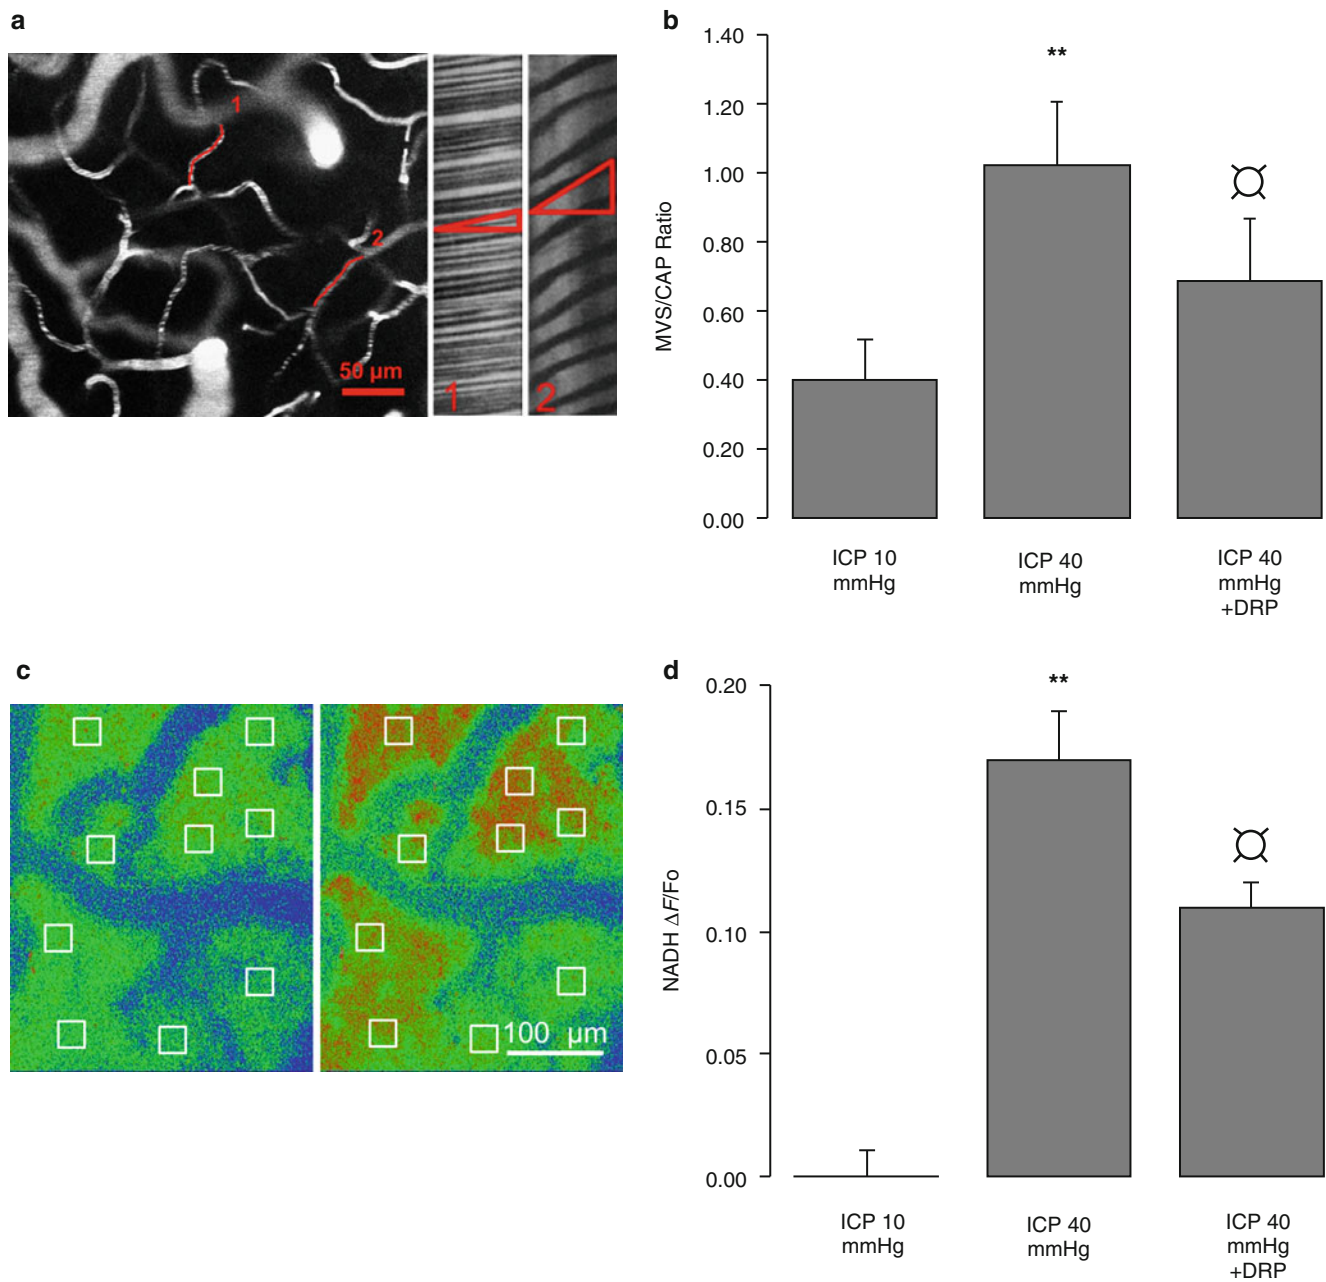 a
1
2
50 µm
1
2
b
MVS/CAP Ratio
1.40
1.20
1.00
0.80
0.60
0.40
0.20
0.00
**
ICP 10
mmHg
ICP 40
mmHg
ICP 40
mmHg
+DRP
c
100 µm
d
NADH ΔF/Fo
0.20
0.15
0.10
0.05
0.00
**
ICP 10
mmHg
ICP 40
mmHg
ICP 40
mmHg
+DRP